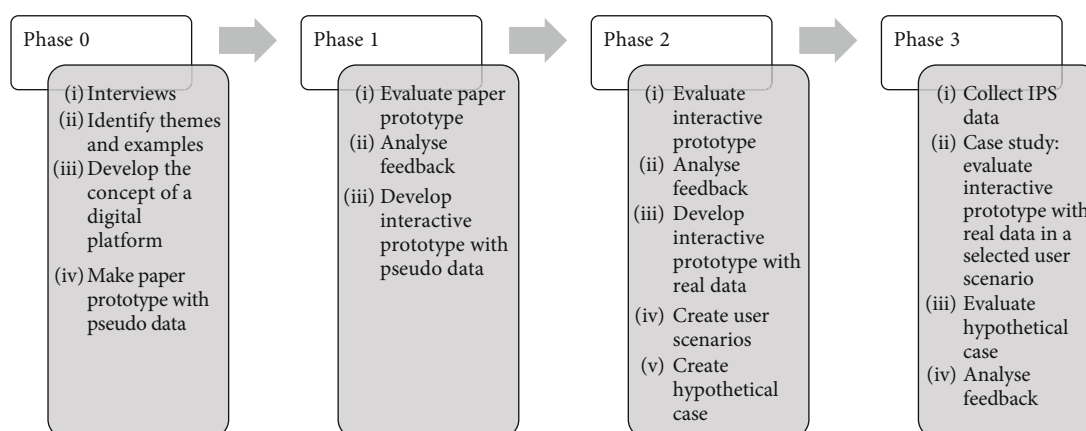 Phase 0
(i) Interviews
(ii) Identify themes
and examples
(iii) Develop the
concept of a
digital
platform
(iv) Make paper
prototype with
pseudo data
Phase 1
(i) Evaluate paper
prototype
(ii) Analyse
feedback
(iii) Develop
interactive
prototype with
pseudo data
Phase 2
(i) Evaluate
interactive
prototype
(ii) Analyse
feedback
(iii) Develop
interactive
prototype with
real data
(iv) Create user
scenarios
(v) Create
hypothetical
case
Phase 3
(i) Collect IPS
data
(ii) Case study:
evaluate
interactive
prototype with
real data in a
selected user
scenario
(iii) Evaluate
hypothetical
case
(iv) Analyse
feedback